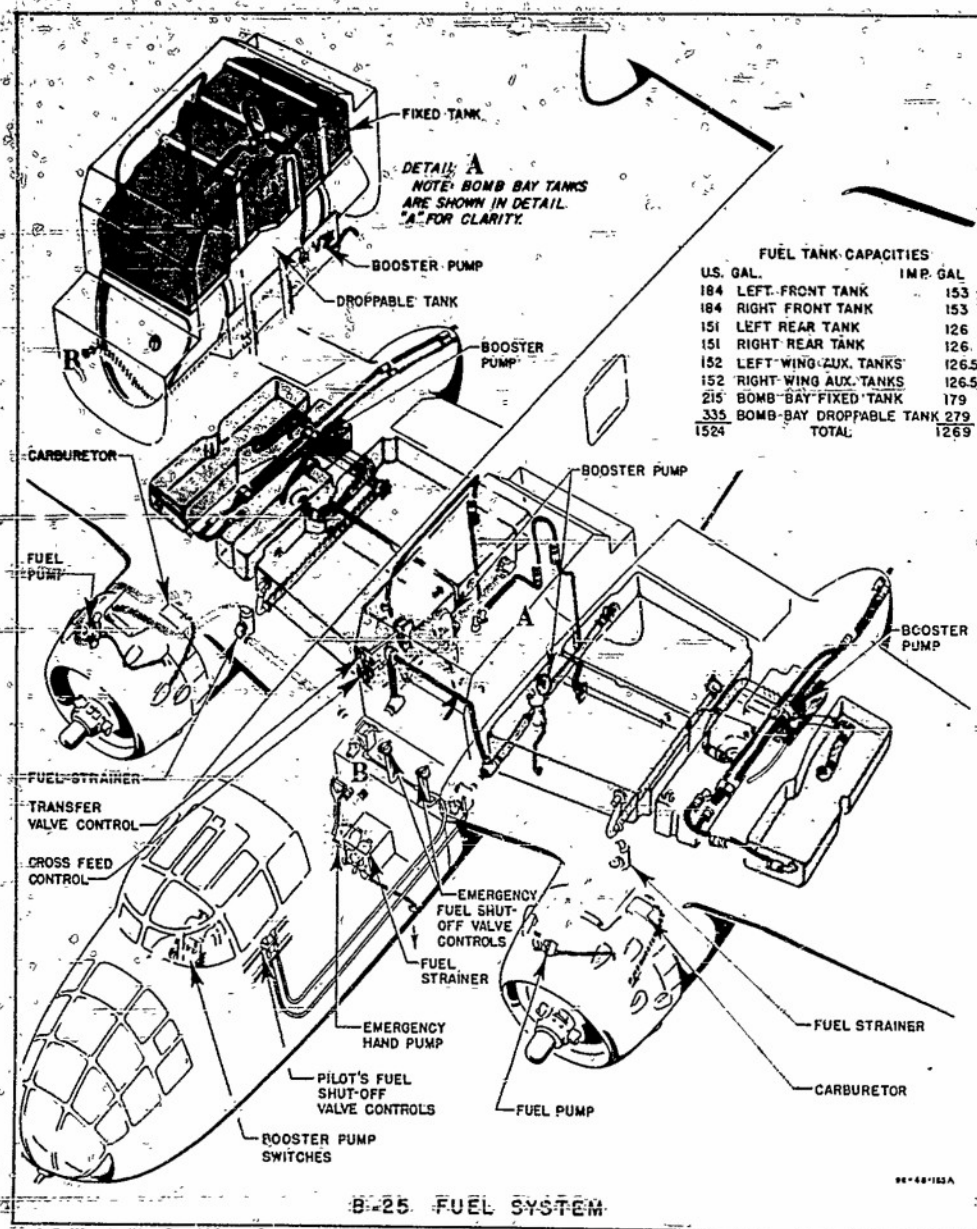 FIXED TANK
DETAIL A
NOTE: BOMB BAY TANKS
ARE SHOWN IN DETAIL
"A" FOR CLARITY.
BOOSTER PUMP
DROPPABLE TANK
B
BOOSTER
PUMP
FUEL TANK CAPACITIES
U.S. GAL. IMP. GAL
184 LEFT FRONT TANK 153
184 RIGHT FRONT TANK 153
151 LEFT REAR TANK 126
151 RIGHT REAR TANK 126
152 LEFT WING AUX. TANKS 126.5
152 RIGHT WING AUX. TANKS 126.5
215 BOMB-BAY FIXED TANK 179
335 BOMB-BAY DROPPABLE TANK 279
1524 TOTAL 1269
CARBURETOR
BOOSTER PUMP
FUEL
PUMP
A
BOOSTER
PUMP
FUEL STRAINER
B
TRANSFER
VALVE CONTROL
CROSS FEED
CONTROL
EMERGENCY
FUEL SHUT-
OFF VALVE
CONTROLS
FUEL
STRAINER
EMERGENCY
HAND PUMP
FUEL STRAINER
PILOT'S FUEL
SHUT-OFF
VALVE CONTROLS
CARBURETOR
FUEL PUMP
BOOSTER PUMP
SWITCHES
B-25 FUEL SYSTEM